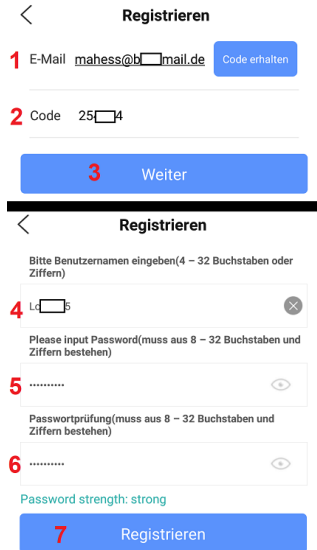 Registrieren
1 E-Mail mahess@b mail.de Code erhalten
2 Code 25 4
3 Weiter
Registrieren
Bitte Benutzernamen eingeben(4 – 32 Buchstaben oder
Ziffern)
4 Lo 5
Please input Password(muss aus 8 – 32 Buchstaben und
Ziffern bestehen)
5 ··········
Passwortprüfung(muss aus 8 – 32 Buchstaben und
Ziffern bestehen)
6 ··········
Password strength: strong
7 Registrieren